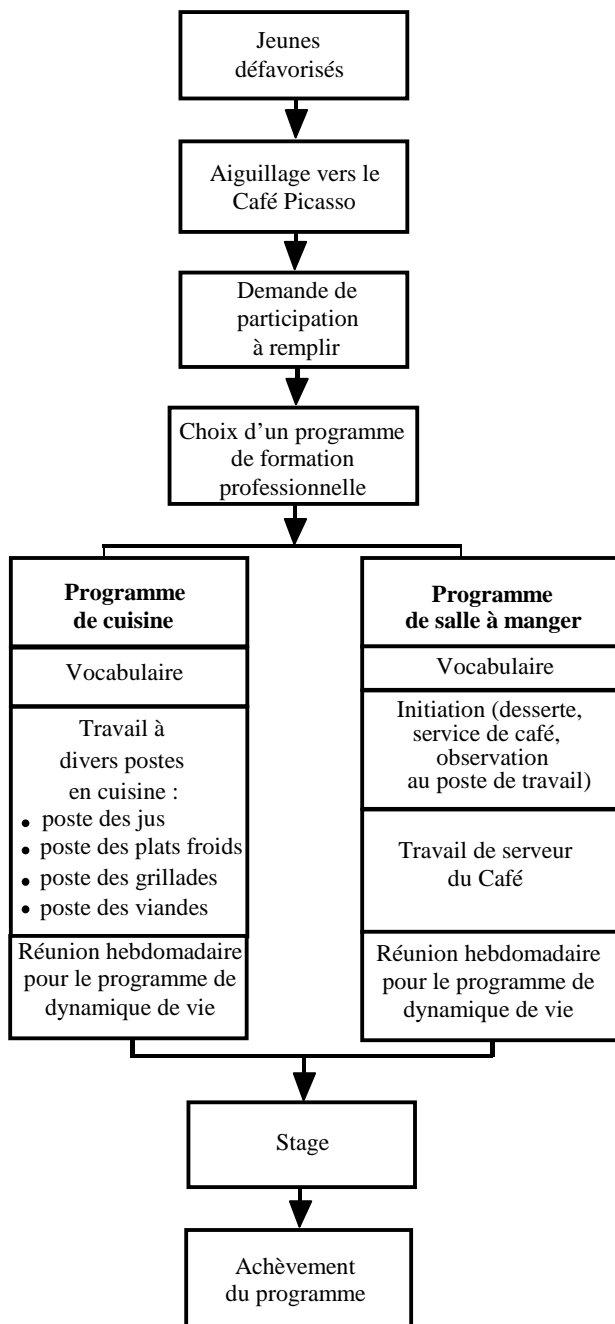 Jeunes
défavorisés
Aiguillage vers le
Café Picasso
Demande de
participation
à remplir
Choix d’un programme
de formation
professionnelle
Programme
de cuisine
Vocabulaire
Travail à
divers postes
en cuisine :
• poste des jus
• poste des plats froids
• poste des grillades
• poste des viandes
Réunion hebdomadaire
pour le programme de
dynamique de vie
Programme
de salle à manger
Vocabulaire
Initiation (desserte,
service de café,
observation
au poste de travail)
Travail de serveur
du Café
Réunion hebdomadaire
pour le programme de
dynamique de vie
Stage
Achèvement
du programme